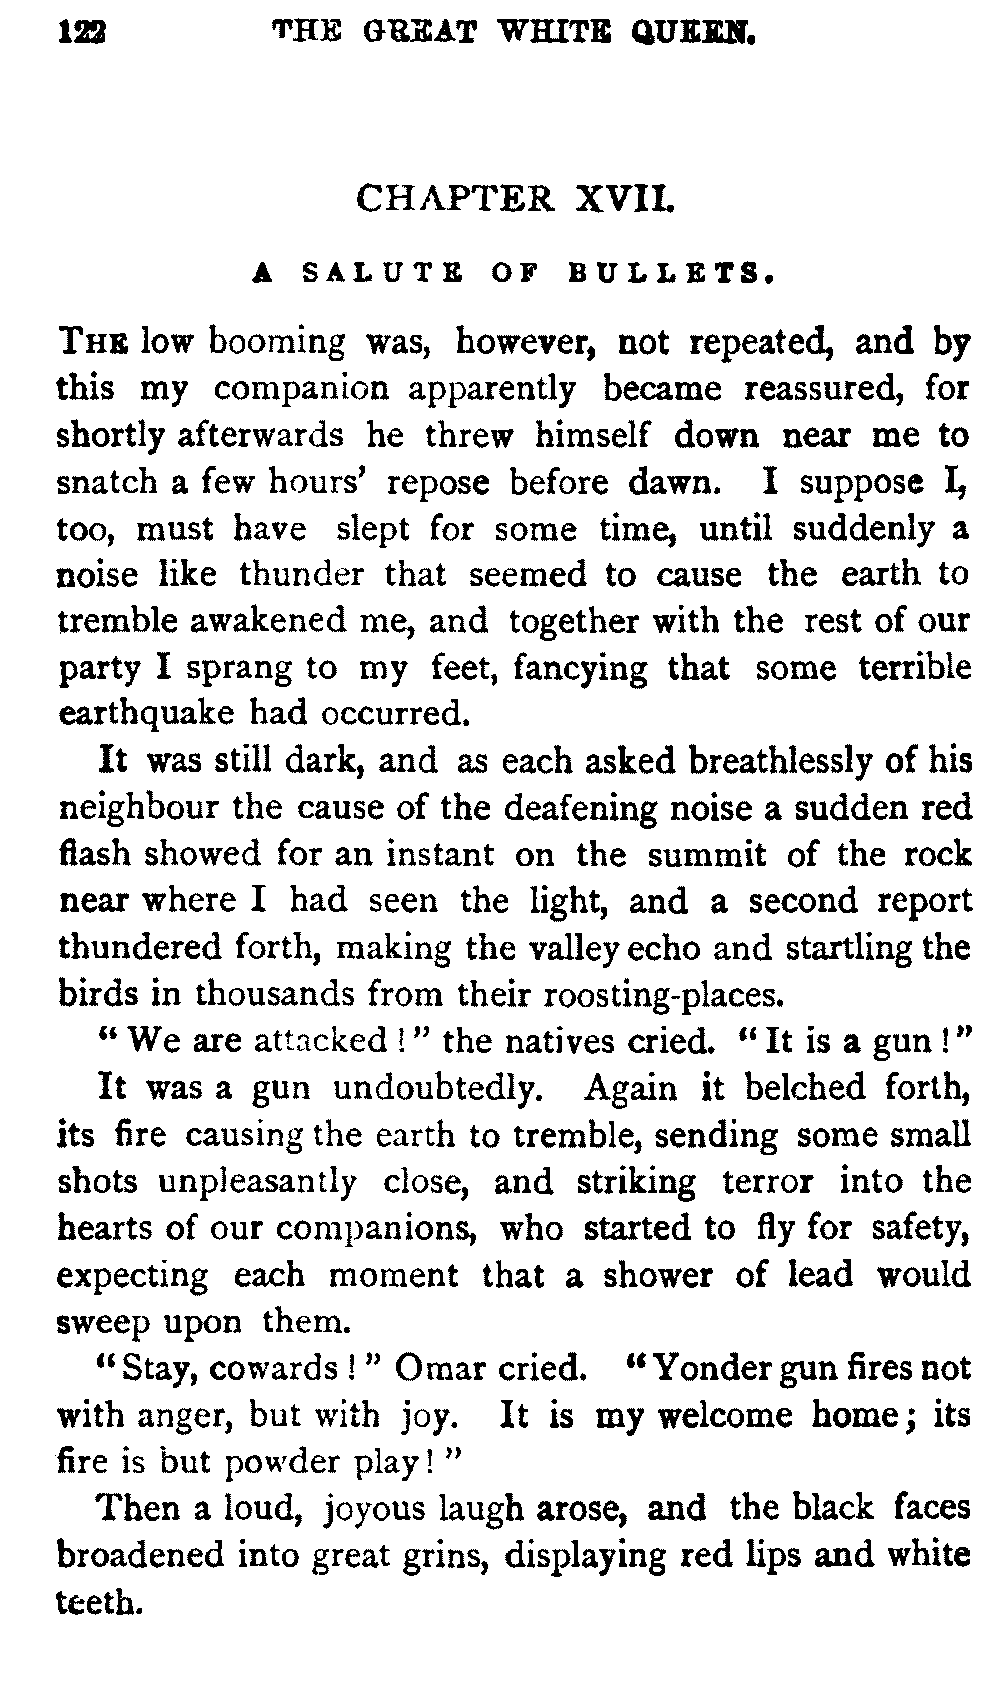 122 THE GREAT WHITE QUEEN.
CHAPTER XVII.
A SALUTE OF BULLETS.
THE low booming was, however, not repeated, and by
this my companion apparently became reassured, for
shortly afterwards he threw himself down near me to
snatch a few hours' repose before dawn. I suppose I,
too, must have slept for some time, until suddenly a
noise like thunder that seemed to cause the earth to
tremble awakened me, and together with the rest of our
party I sprang to my feet, fancying that some terrible
earthquake had occurred.
It was still dark, and as each asked breathlessly of his
neighbour the cause of the deafening noise a sudden red
flash showed for an instant on the summit of the rock
near where I had seen the light, and a second report
thundered forth, making the valley echo and startling the
birds in thousands from their roosting-places.
"We are attacked!" the natives cried. "It is a gun!"
It was a gun undoubtedly. Again it belched forth,
its fire causing the earth to tremble, sending some small
shots unpleasantly close, and striking terror into the
hearts of our companions, who started to fly for safety,
expecting each moment that a shower of lead would
sweep upon them.
"Stay, cowards!" Omar cried. "Yonder gun fires not
with anger, but with joy. It is my welcome home; its
fire is but powder play!"
Then a loud, joyous laugh arose, and the black faces
broadened into great grins, displaying red lips and white
teeth.